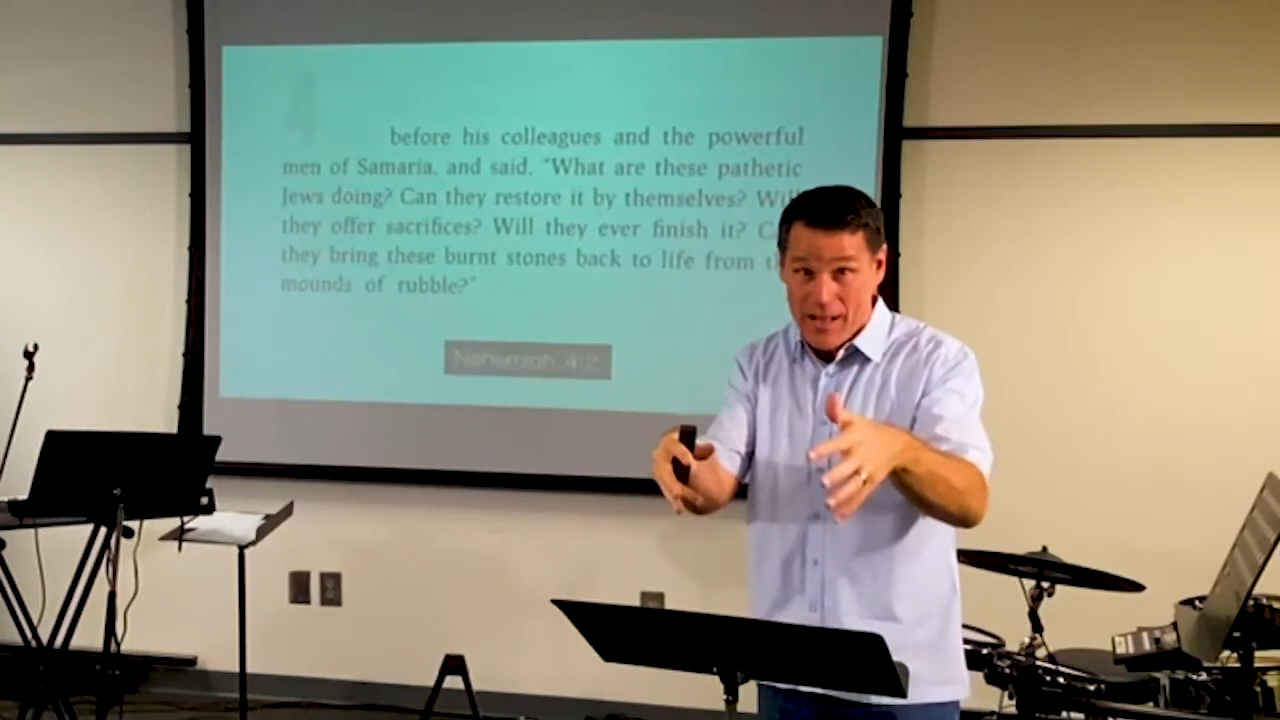 before his colleagues and the powerful
men of Samaria, and said, "What are these pathetic
Jews doing? Can they restore it by themselves?
they offer sacrifices? Will they ever finish it?
they bring these burnt stones back to life from
mounds of rubble?"
Nehemiah 4:2